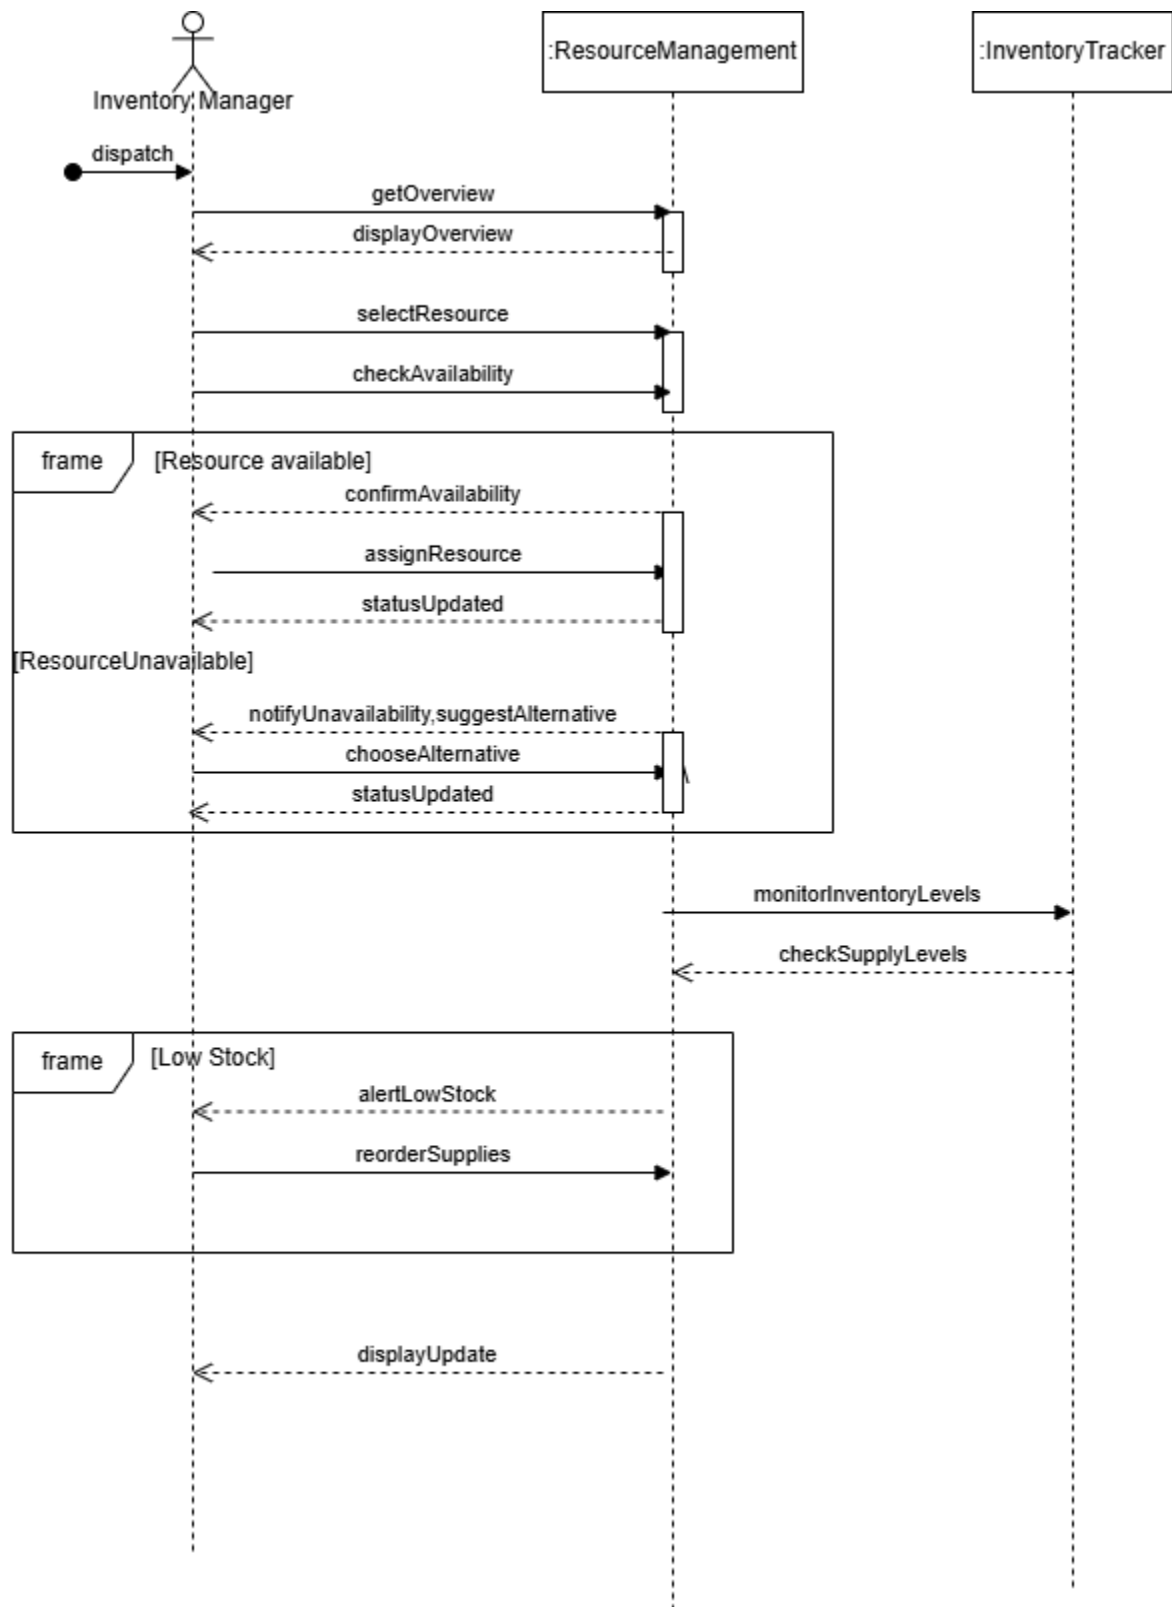 :ResourceManagement
:InventoryTracker
Inventory Manager
dispatch
getOverview
displayOverview
selectResource
checkAvailability
frame
[Resource available]
confirmAvailability
assignResource
statusUpdated
[ResourceUnavailable]
notifyUnavailability,suggestAlternative
chooseAlternative
statusUpdated
monitorInventoryLevels
checkSupplyLevels
frame
[Low Stock]
alertLowStock
reorderSupplies
displayUpdate